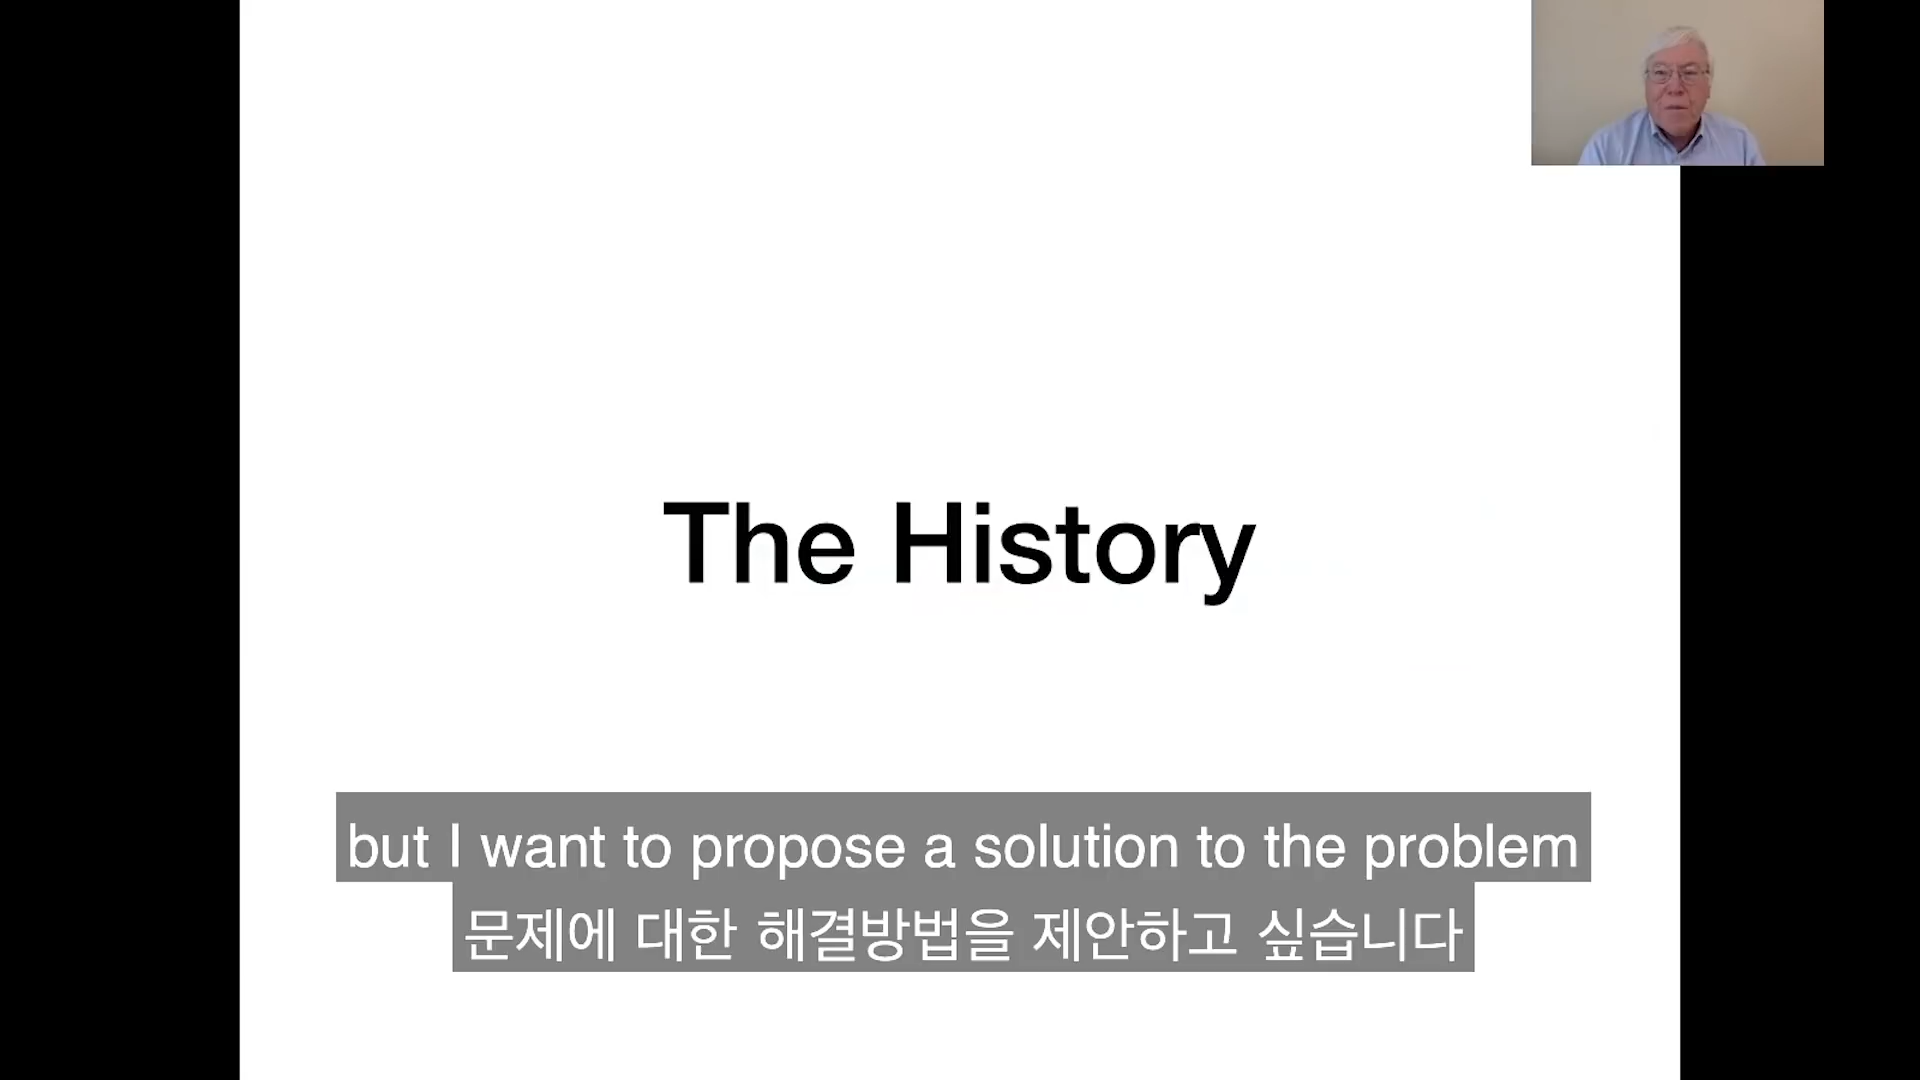 The History
but I want to propose a solution to the problem
문제에 대한 해결방법을 제안하고 싶습니다